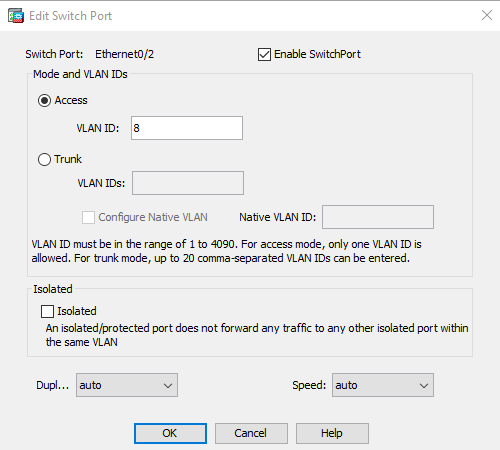 Edit Switch Port
Switch Port: Ethernet0/2 Enable SwitchPort
Mode and VLAN IDs
Access
VLAN ID: 8
Trunk
VLAN IDs:
Configure Native VLAN Native VLAN ID:
VLAN ID must be in the range of 1 to 4090. For access mode, only one VLAN ID is
allowed. For trunk mode, up to 20 comma-separated VLAN IDs can be entered.
Isolated
Isolated
An isolated/protected port does not forward any traffic to any other isolated port within
the same VLAN
Dupl... auto Speed: auto
OK Cancel Help